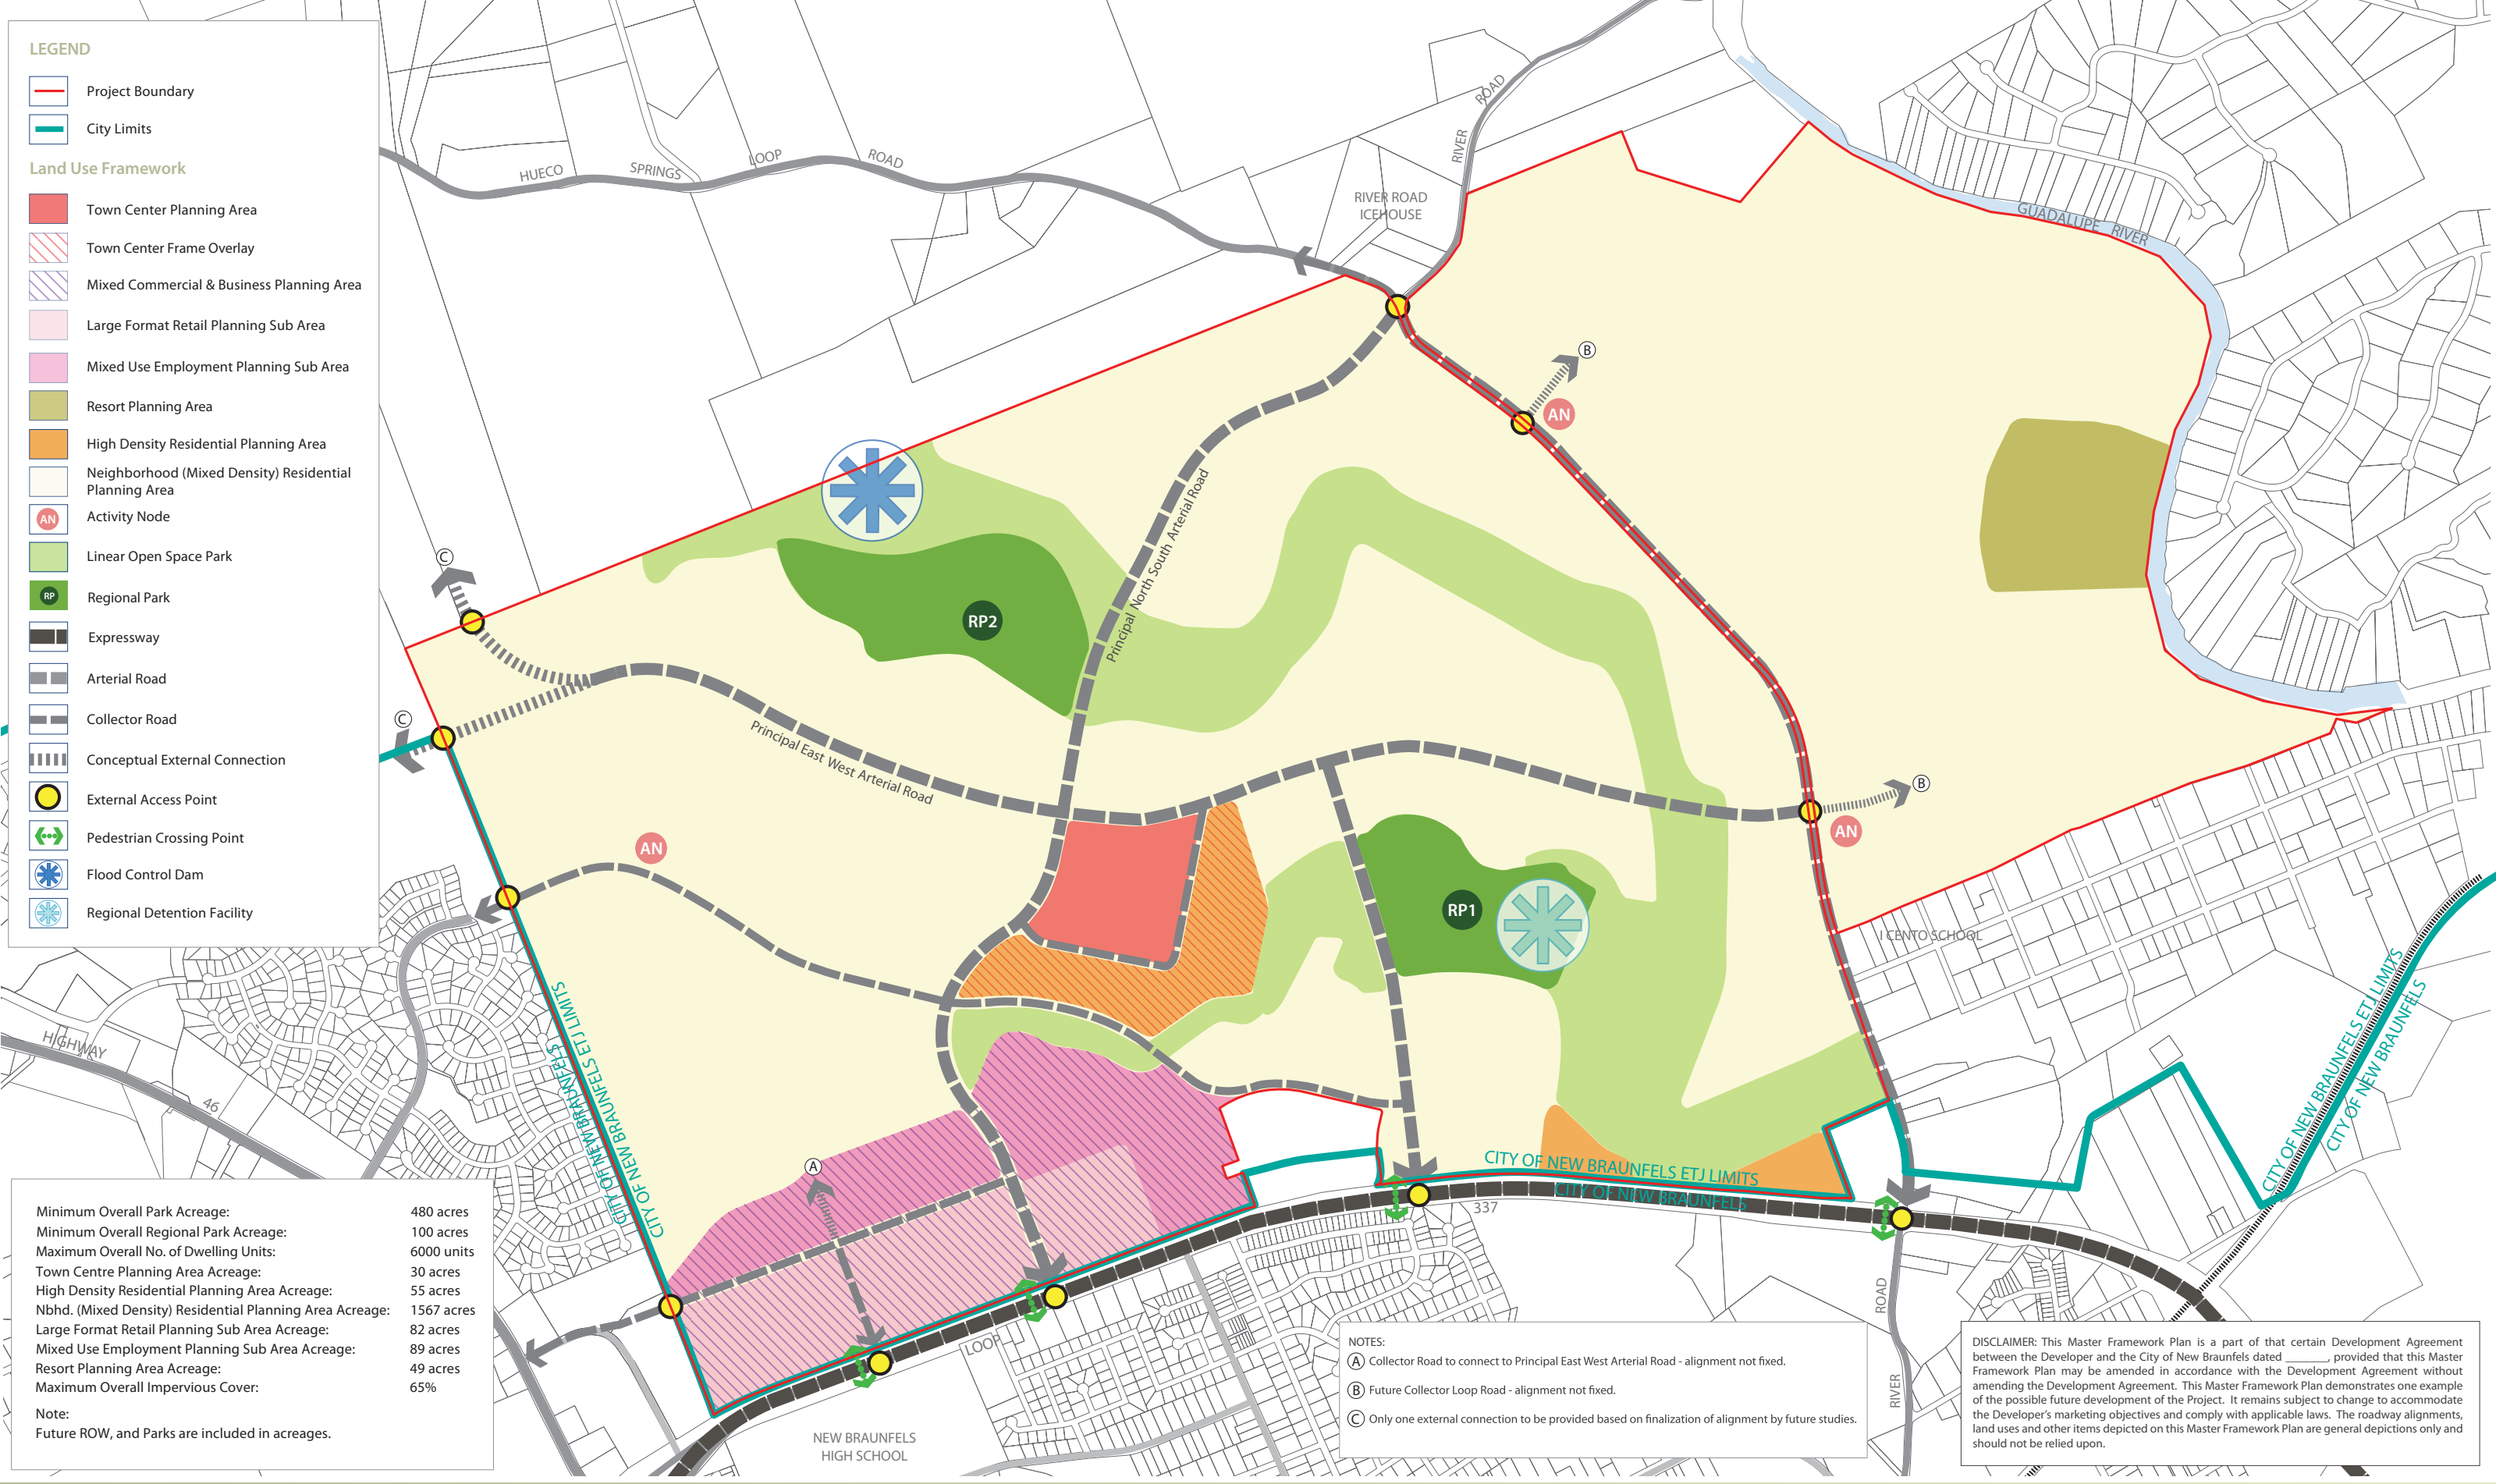 LEGEND
Project Boundary
City Limits
Land Use Framework
Town Center Planning Area
Town Center Frame Overlay
Mixed Commercial & Business Planning Area
Large Format Retail Planning Sub Area
Mixed Use Employment Planning Sub Area
Resort Planning Area
High Density Residential Planning Area
Neighborhood (Mixed Density) Residential
Planning Area
AN
Activity Node
Linear Open Space Park
RP
Regional Park
Expressway
Arterial Road
Collector Road
Conceptual External Connection
External Access Point
Pedestrian Crossing Point
Flood Control Dam
Regional Detention Facility
HUECO SPRINGS LOOP ROAD
RIVER ROAD
RIVER ROAD
ICEHOUSE
GUADALUPE RIVER
B
AN
C
RP2
Principal North South Arterial Road
C
Principal East West Arterial Road
B
AN
AN
RP1
I CENTO SCHOOL
CITY OF NEW BRAUNFELS ETJ LIMITS
CITY OF NEW BRAUNFELS
CITY OF NEW BRAUNFELS ETJ LIMITS
CITY OF NEW BRAUNFELS
CITY OF NEW BRAUNFELS
CITY OF NEW BRAUNFELS
HIGHWAY
46
A
CITY OF NEW BRAUNFELS ETJ LIMITS
CITY OF NEW BRAUNFELS
337
LOOP
ROAD
RIVER
NEW BRAUNFELS
HIGH SCHOOL
Minimum Overall Park Acreage: 480 acres
Minimum Overall Regional Park Acreage: 100 acres
Maximum Overall No. of Dwelling Units: 6000 units
Town Centre Planning Area Acreage: 30 acres
High Density Residential Planning Area Acreage: 55 acres
Nbhd. (Mixed Density) Residential Planning Area Acreage: 1567 acres
Large Format Retail Planning Sub Area Acreage: 82 acres
Mixed Use Employment Planning Sub Area Acreage: 89 acres
Resort Planning Area Acreage: 49 acres
Maximum Overall Impervious Cover: 65%
Note:
Future ROW, and Parks are included in acreages.
NOTES:
A Collector Road to connect to Principal East West Arterial Road - alignment not fixed.
B Future Collector Loop Road - alignment not fixed.
C Only one external connection to be provided based on finalization of alignment by future studies.
DISCLAIMER: This Master Framework Plan is a part of that certain Development Agreement
between the Developer and the City of New Braunfels dated _______, provided that this Master
Framework Plan may be amended in accordance with the Development Agreement without
amending the Development Agreement. This Master Framework Plan demonstrates one example
of the possible future development of the Project. It remains subject to change to accommodate
the Developer's marketing objectives and comply with applicable laws. The roadway alignments,
land uses and other items depicted on this Master Framework Plan are general depictions only and
should not be relied upon.